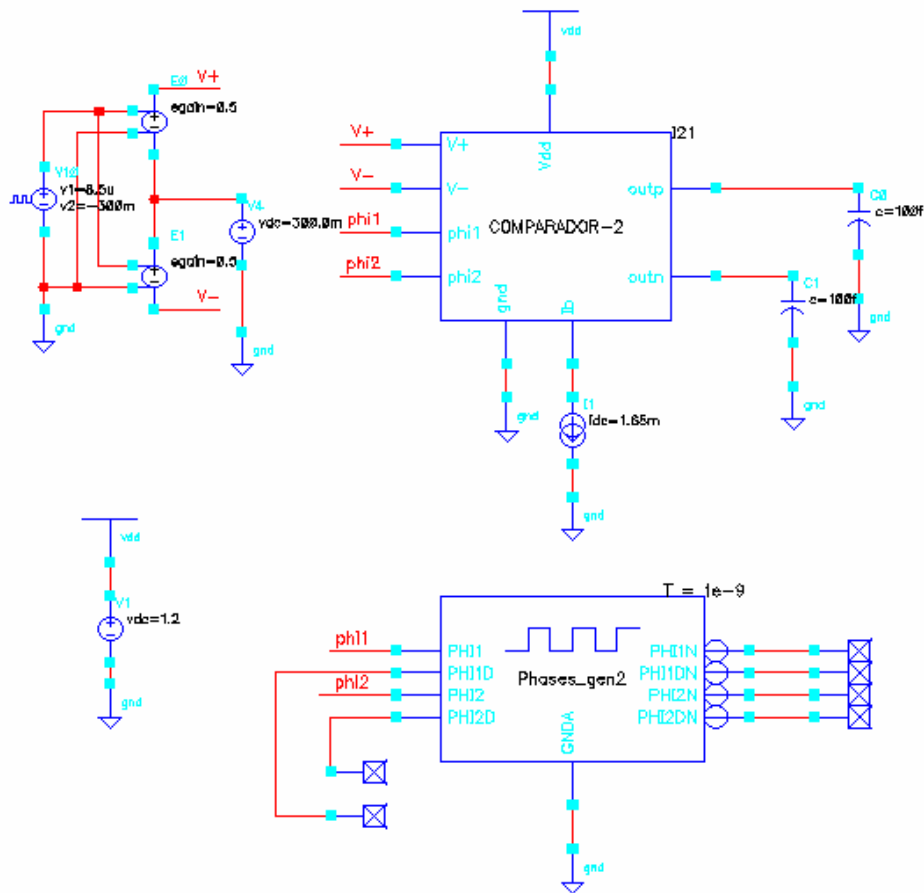 vdd
E0
V+
egain=0.5
I21
V+
V+
Vdd
V10
v1=8.5u
v2=-300m
V-
V-
outp
C0
c=100f
V4
vdc=300.0m
phi1
phi1
COMPARADOR-2
E1
egain=0.5
phi2
phi2
outn
C1
c=100f
V-
gnd
Ib
gnd
gnd
gnd
I1
Idc=1.65m
gnd
gnd
gnd
vdd
T = 1e-9
V1
vdc=1.2
phI1
PHI1
PHI1N
PHI1D
PHI1DN
phI2
PHI2
Phases_gen2
PHI2N
PHI2D
PHI2DN
GNDA
gnd
gnd